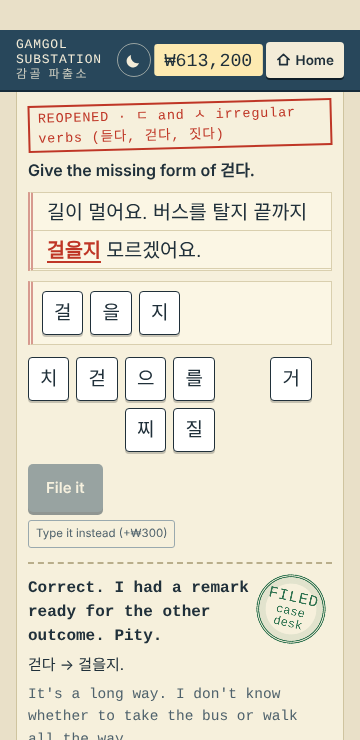 GAMGOL
SUBSTATION
감골 파출소
₩613,200
Home
REOPENED · ㄷ and ㅅ irregular
verbs (듣다, 걷다, 짓다)
Give the missing form of 걷다.
길이 멀어요. 버스를 탈지 끝까지
걸을지 모르겠어요.
걸 을 지
치 걷 으 를 거
찌 질
File it
Type it instead (+₩300)
Correct. I had a remark
ready for the other
outcome. Pity.
FILED
case
desk
걷다 → 걸을지.
It's a long way. I don't know
whether to take the bus or walk
all the way.